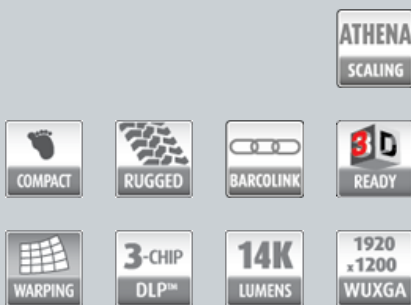 ATHENA
SCALING
COMPACT
RUGGED
BARCOLINK
3D
READY
WARPING
3-CHIP
DLP™
14K
LUMENS
1920
x1200
WUXGA